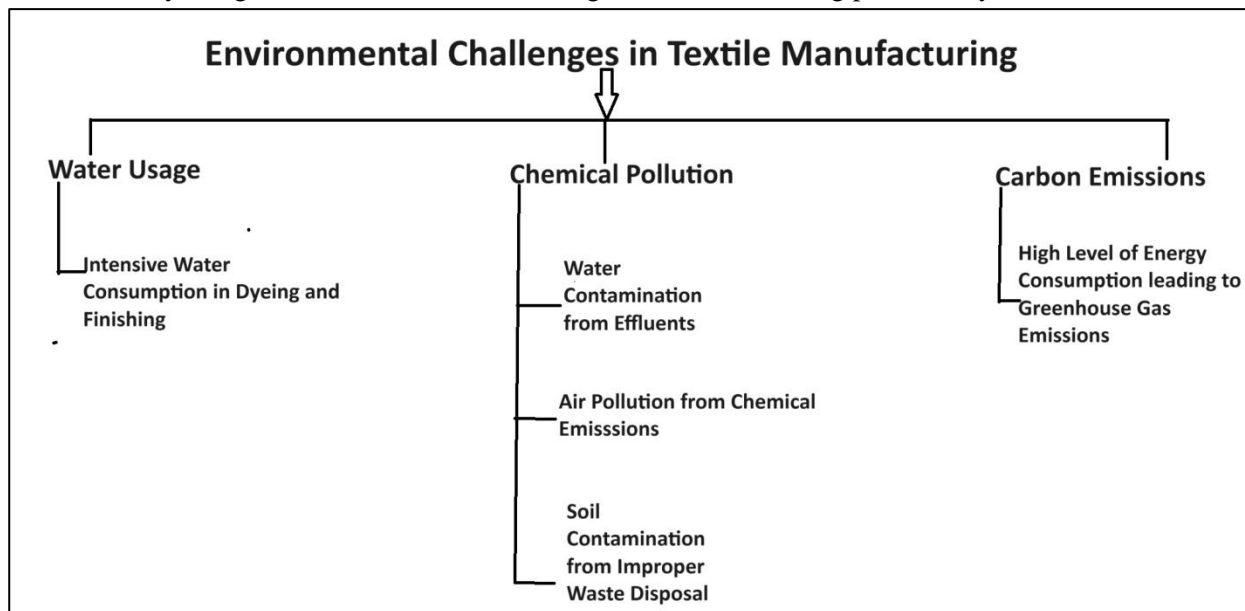 Environmental Challenges in Textile Manufacturing
Water Usage
Intensive Water
Consumption in Dyeing and
Finishing
Chemical Pollution
Water
Contamination
from Effluents
Air Pollution from Chemical
Emisssions
Soil
Contamination
from Improper
Waste Disposal
Carbon Emissions
High Level of Energy
Consumption leading to
Greenhouse Gas
Emissions